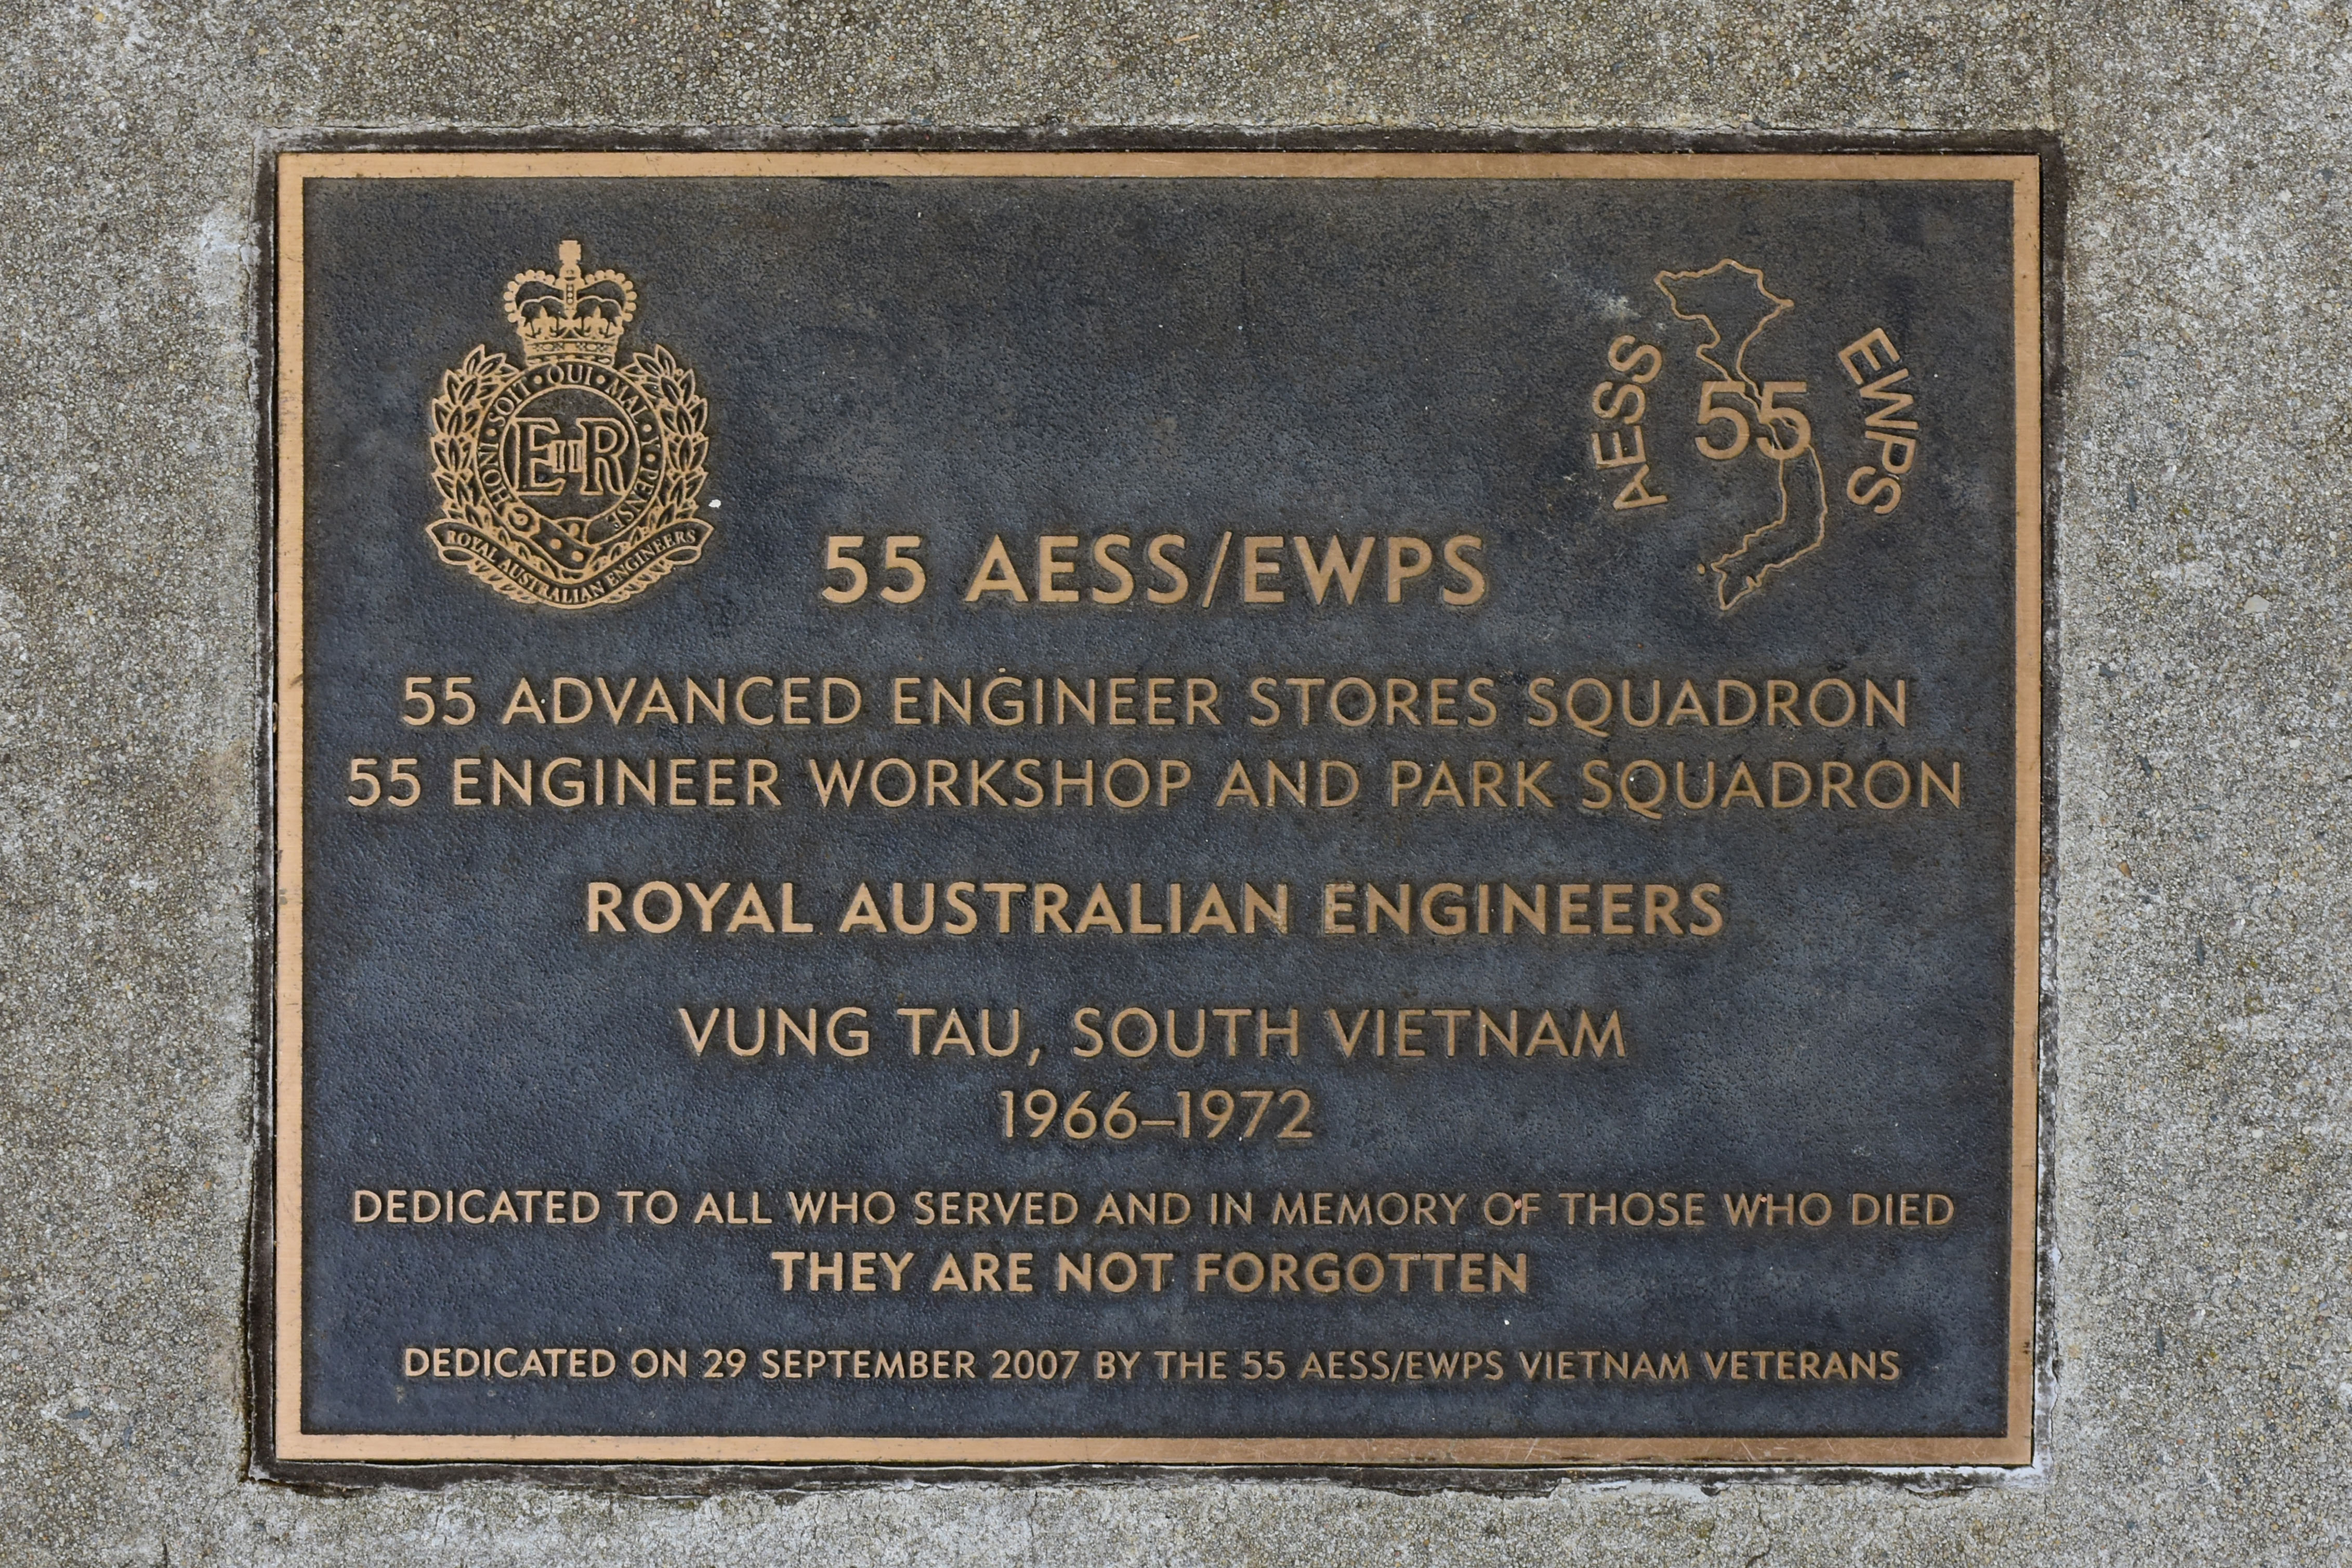 HONI · SOIT · QUI · MAL · Y · PENSE
EIIR
ROYAL AUSTRALIAN ENGINEERS
AESS
55
EWPS
55 AESS/EWPS
55 ADVANCED ENGINEER STORES SQUADRON
55 ENGINEER WORKSHOP AND PARK SQUADRON
ROYAL AUSTRALIAN ENGINEERS
VUNG TAU, SOUTH VIETNAM
1966–1972
DEDICATED TO ALL WHO SERVED AND IN MEMORY OF THOSE WHO DIED
THEY ARE NOT FORGOTTEN
DEDICATED ON 29 SEPTEMBER 2007 BY THE 55 AESS/EWPS VIETNAM VETERANS